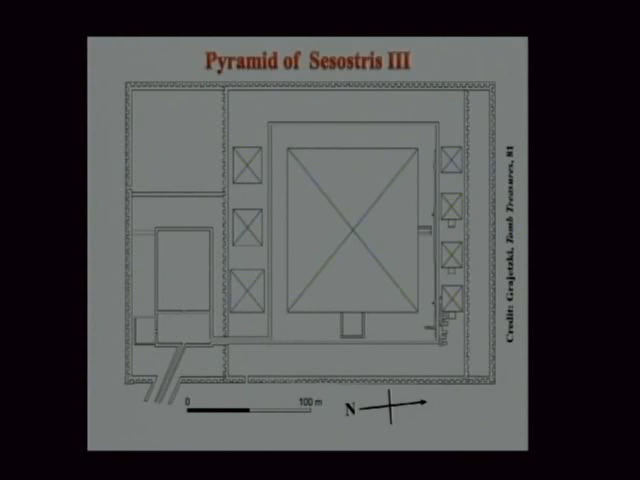 Pyramid of Sesostris III
Credit: Grajetzki, Tomb Treasures, 81
0 100 m
N